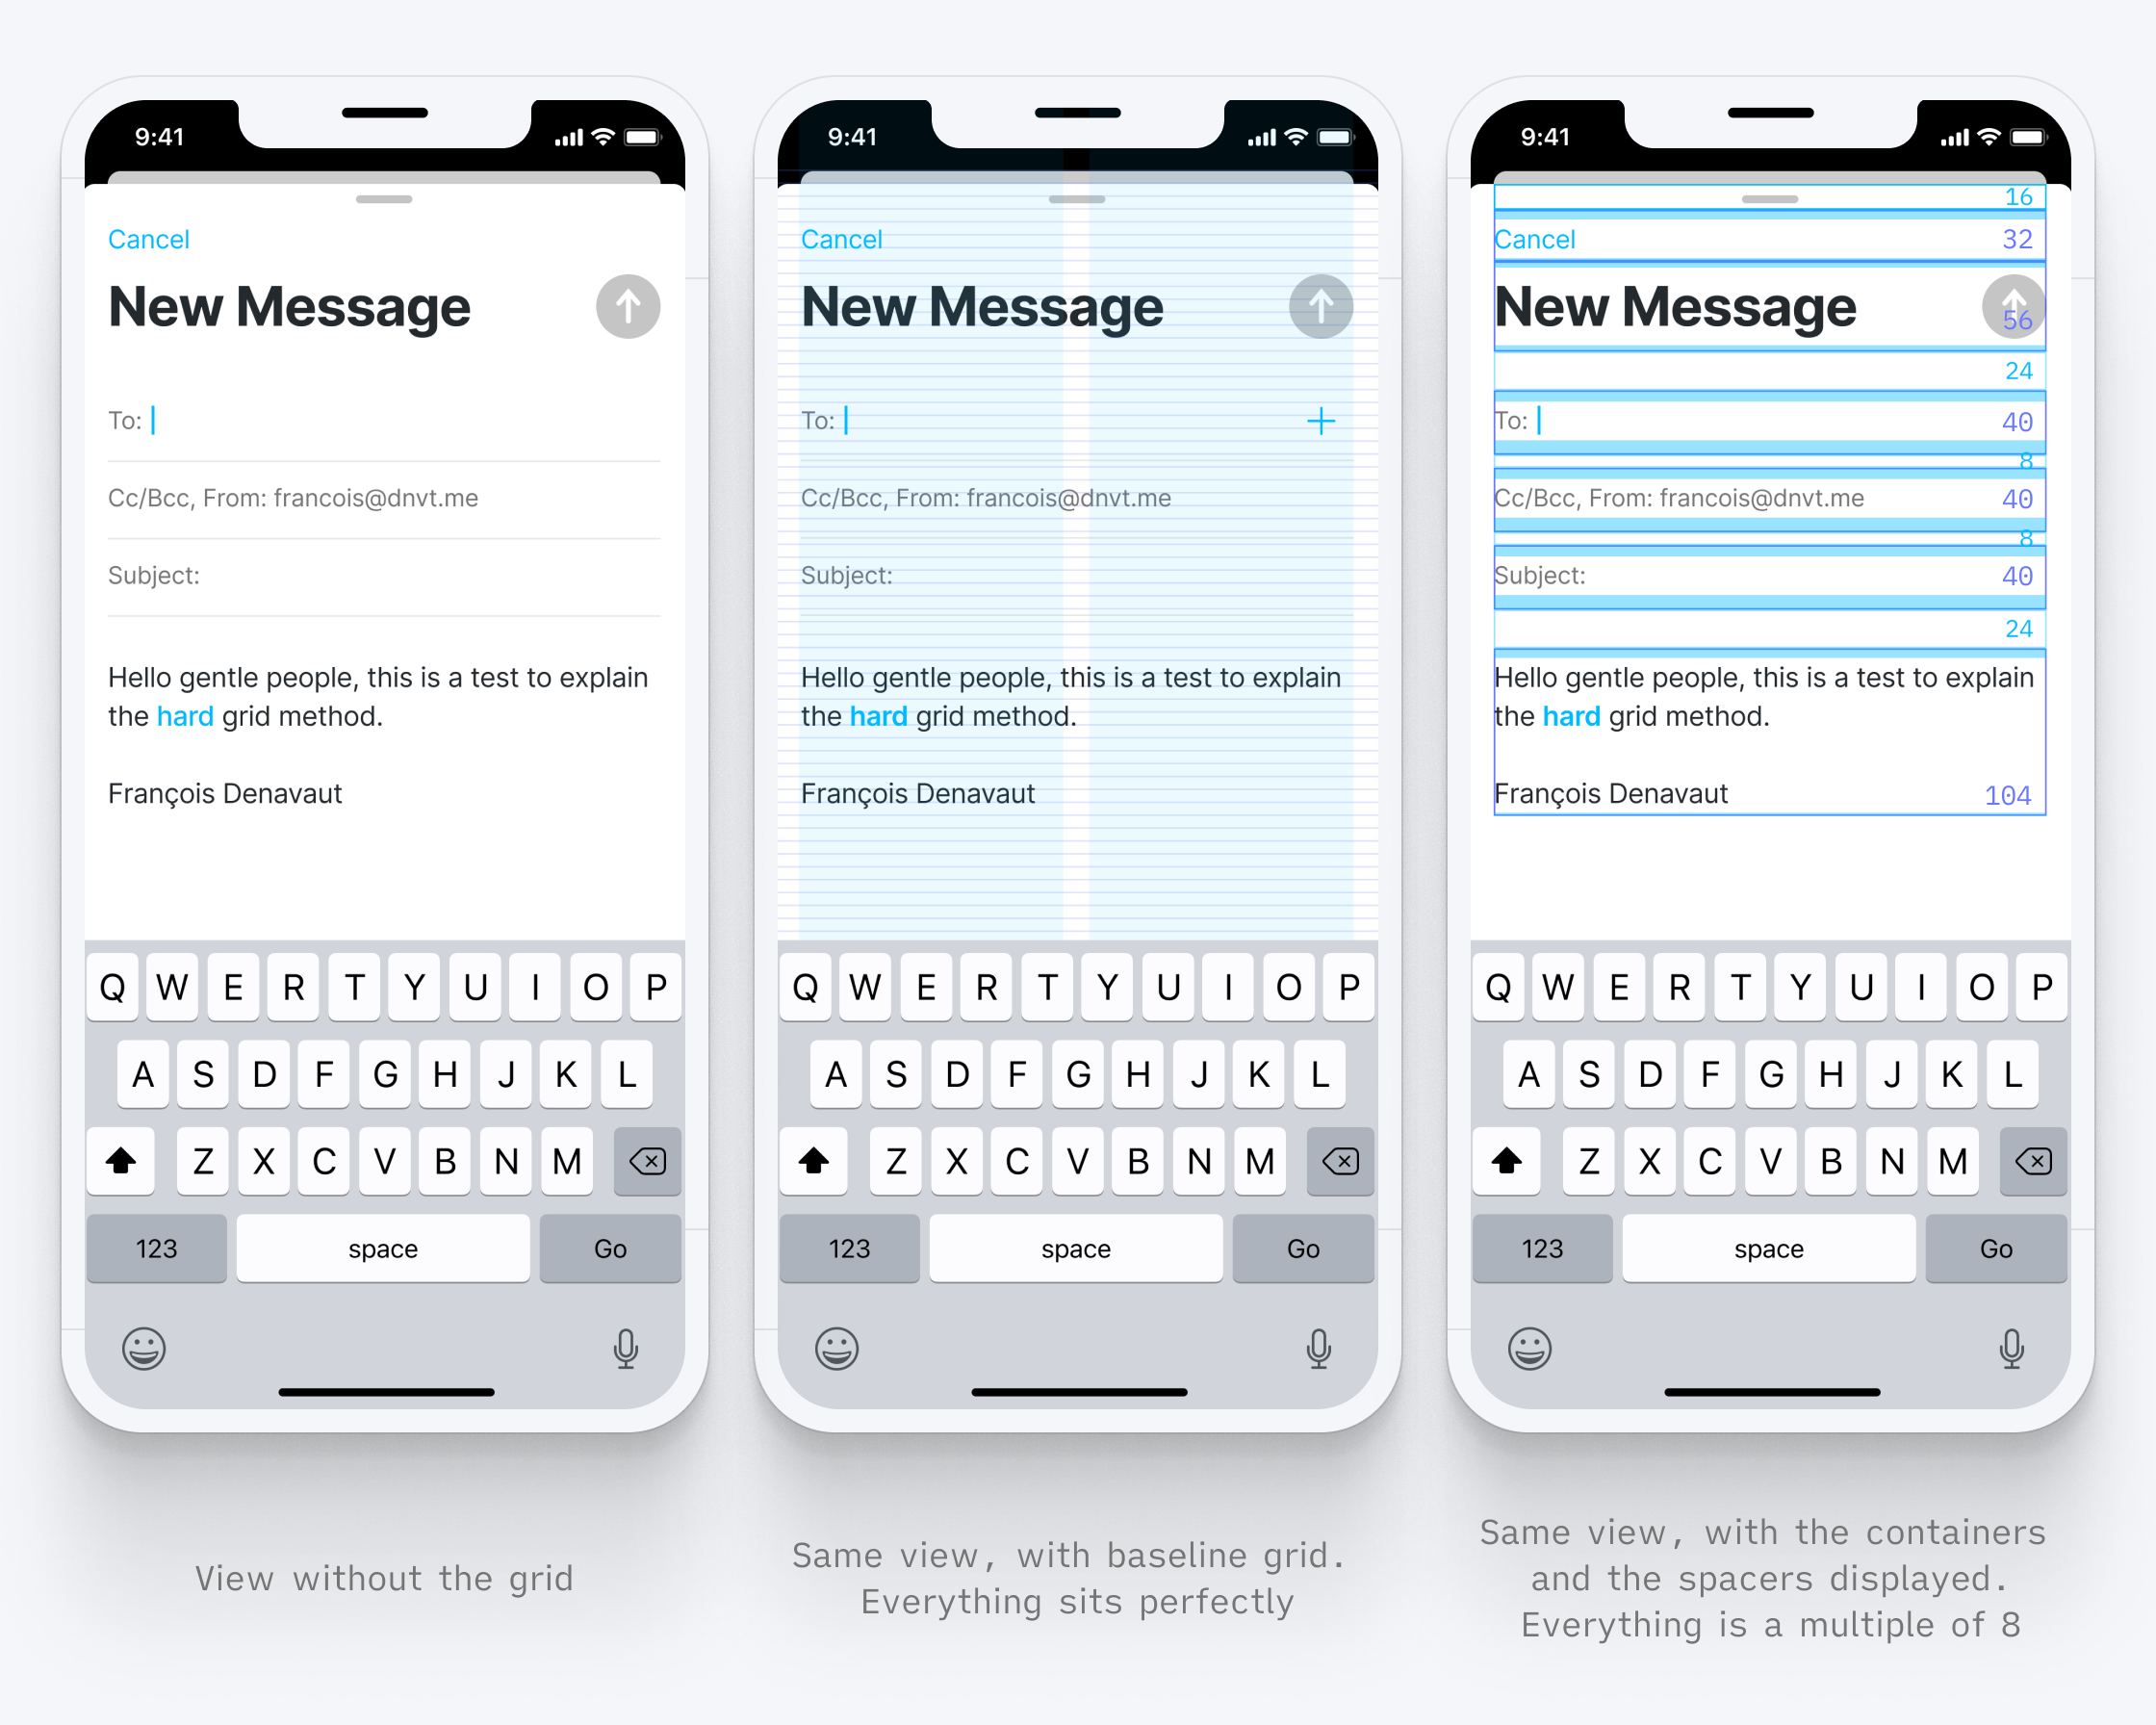 9:41
Cancel
New Message
To:
Cc/Bcc, From: francois@dnvt.me
Subject:
Hello gentle people, this is a test to explain
the hard grid method.
François Denavaut
Q W E R T Y U I O P
A S D F G H J K L
Z X C V B N M
123 space Go
View without the grid
9:41
Cancel
New Message
To:
Cc/Bcc, From: francois@dnvt.me
Subject:
Hello gentle people, this is a test to explain
the hard grid method.
François Denavaut
Q W E R T Y U I O P
A S D F G H J K L
Z X C V B N M
123 space Go
Same view, with baseline grid.
Everything sits perfectly
9:41
16
Cancel 32
New Message 56
24
To: 40
8
Cc/Bcc, From: francois@dnvt.me 40
8
Subject: 40
24
Hello gentle people, this is a test to explain
the hard grid method.
François Denavaut 104
Q W E R T Y U I O P
A S D F G H J K L
Z X C V B N M
123 space Go
Same view, with the containers
and the spacers displayed.
Everything is a multiple of 8